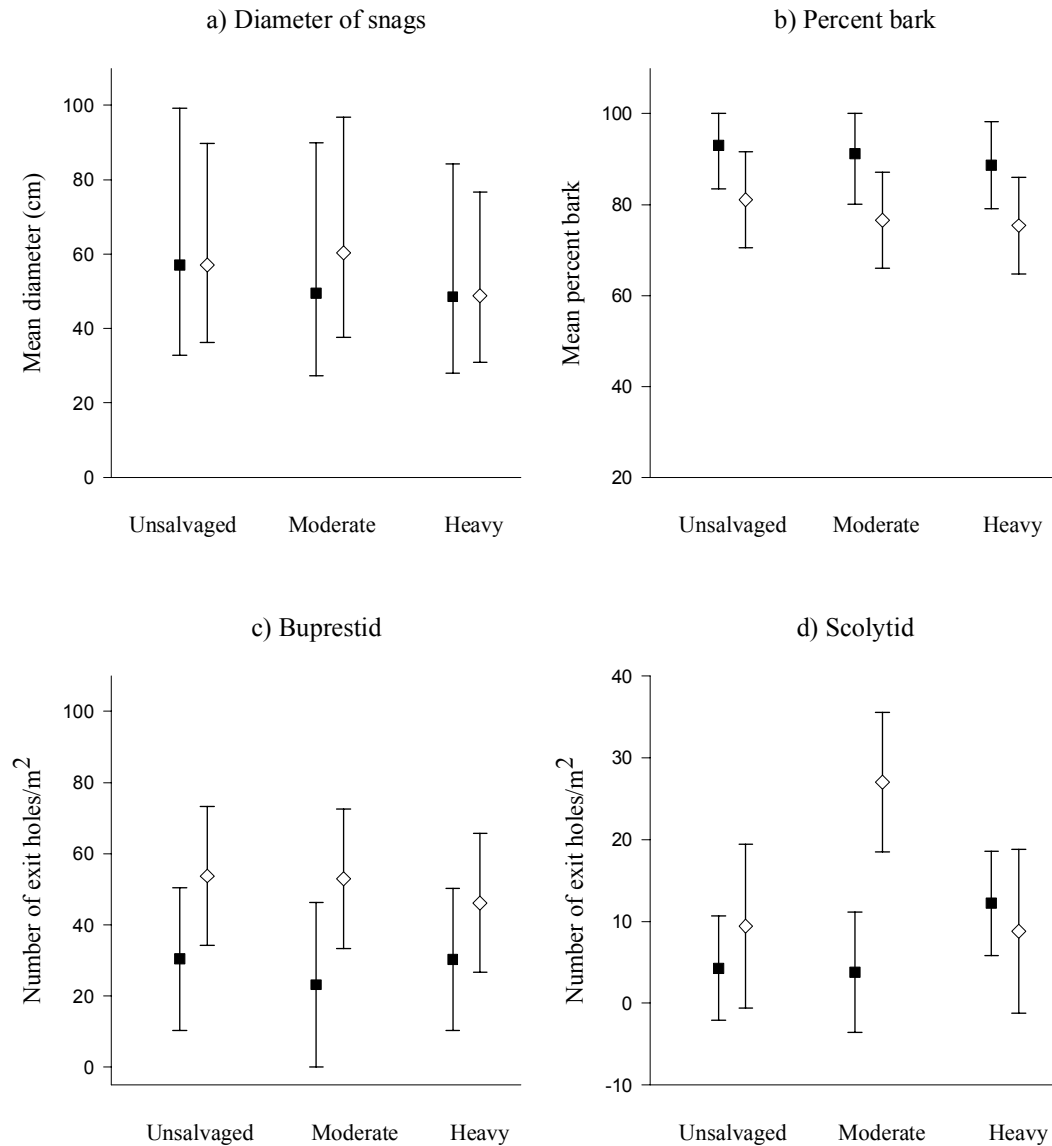 a) Diameter of snags
Mean diameter (cm)
100
80
60
40
20
0
Unsalvaged Moderate Heavy
b) Percent bark
Mean percent bark
100
80
60
40
20
Unsalvaged Moderate Heavy
c) Buprestid
Number of exit holes/m²
100
80
60
40
20
0
Unsalvaged Moderate Heavy
d) Scolytid
Number of exit holes/m²
40
30
20
10
0
-10
Unsalvaged Moderate Heavy